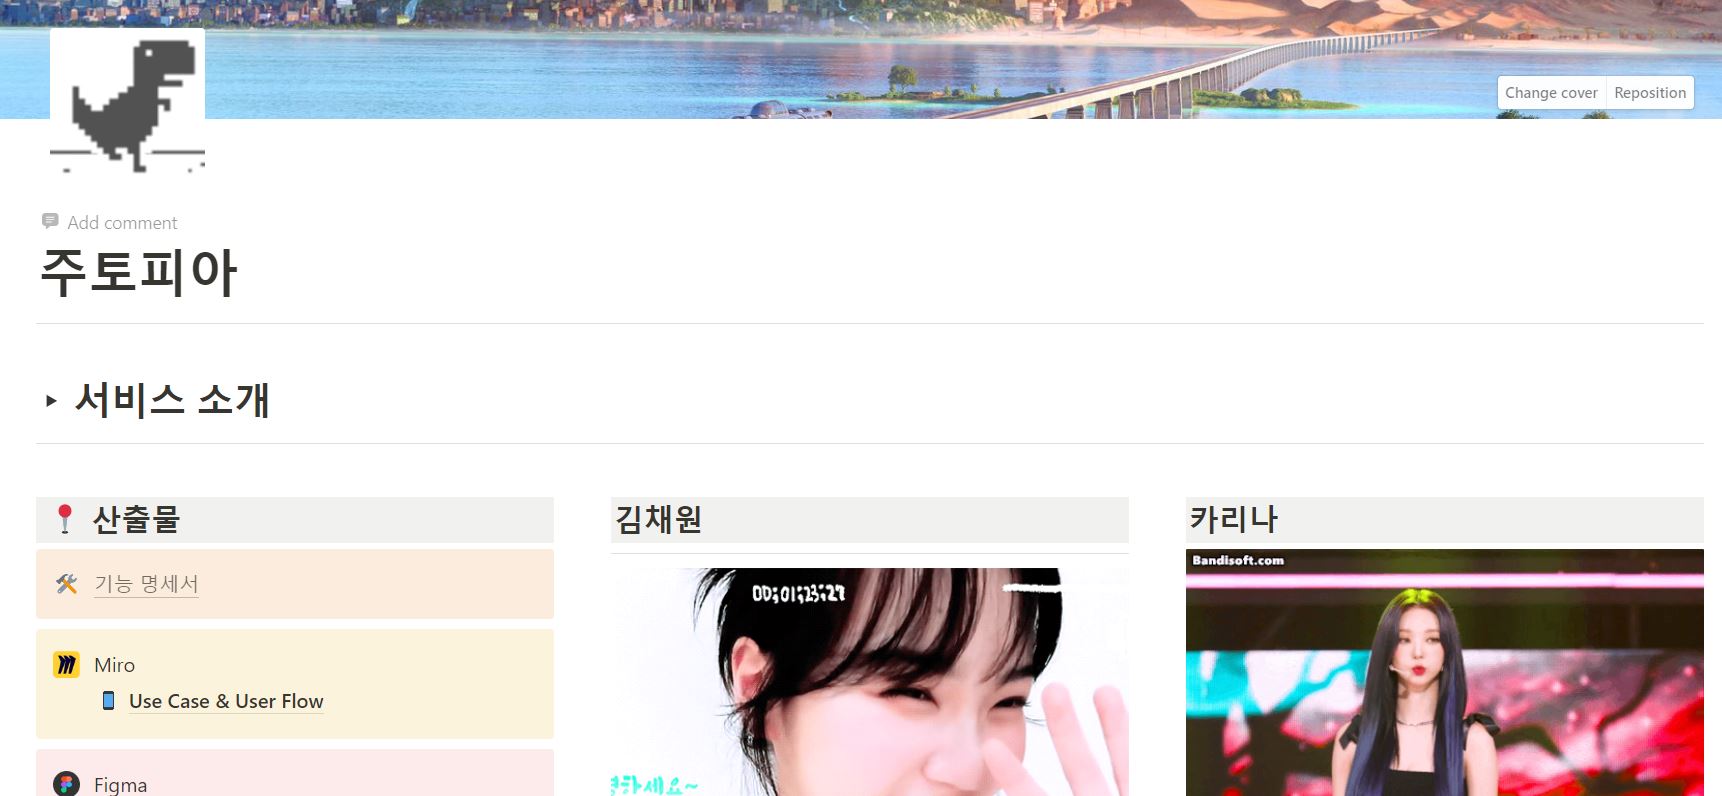 Change cover
Reposition
Add comment
주토피아
서비스 소개
산출물
기능 명세서
Miro
Use Case & User Flow
Figma
김채원
00;01;23;27
하세요~
카리나
Bandisoft.com